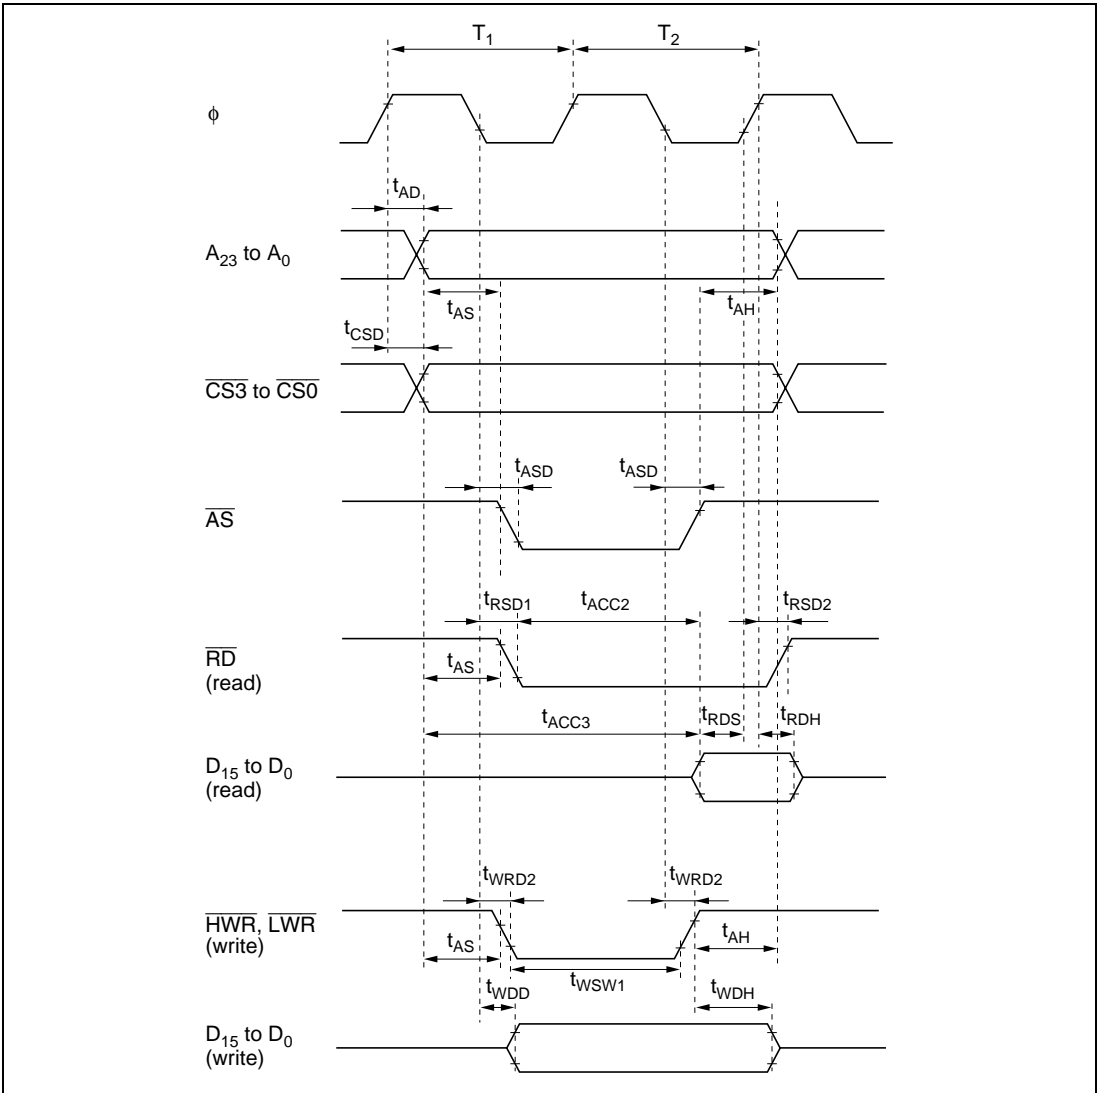 T1 T2
ϕ
tAD
A23 to A0
tAS tAH
tCSD
CS3 to CS0
tASD tASD
AS
tRSD1 tACC2 tRSD2
RD
(read)
tAS
tACC3 tRDS tRDH
D15 to D0
(read)
tWRD2 tWRD2
HWR, LWR
(write)
tAS tAH
tWSW1
tWDD tWDH
D15 to D0
(write)